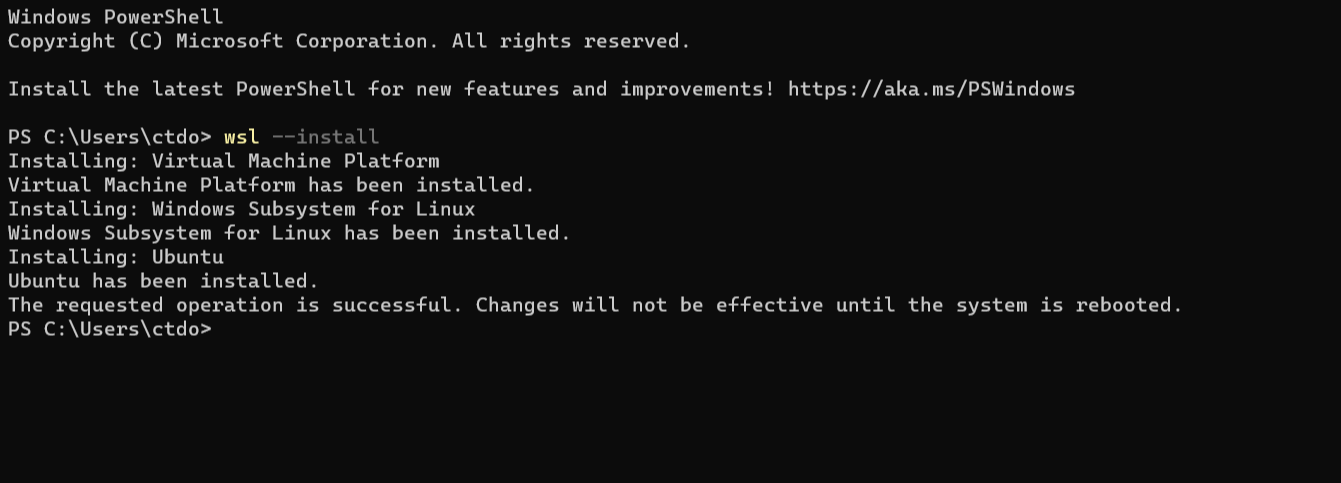 Windows PowerShell
Copyright (C) Microsoft Corporation. All rights reserved.
Install the latest PowerShell for new features and improvements! https://aka.ms/PSWindows
PS C:\Users\ctdo> wsl --install
Installing: Virtual Machine Platform
Virtual Machine Platform has been installed.
Installing: Windows Subsystem for Linux
Windows Subsystem for Linux has been installed.
Installing: Ubuntu
Ubuntu has been installed.
The requested operation is successful. Changes will not be effective until the system is rebooted.
PS C:\Users\ctdo>